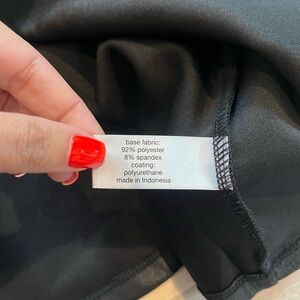 base fabric:
92% polyester
8% spandex
coating:
polyurethane
made in Indonesia